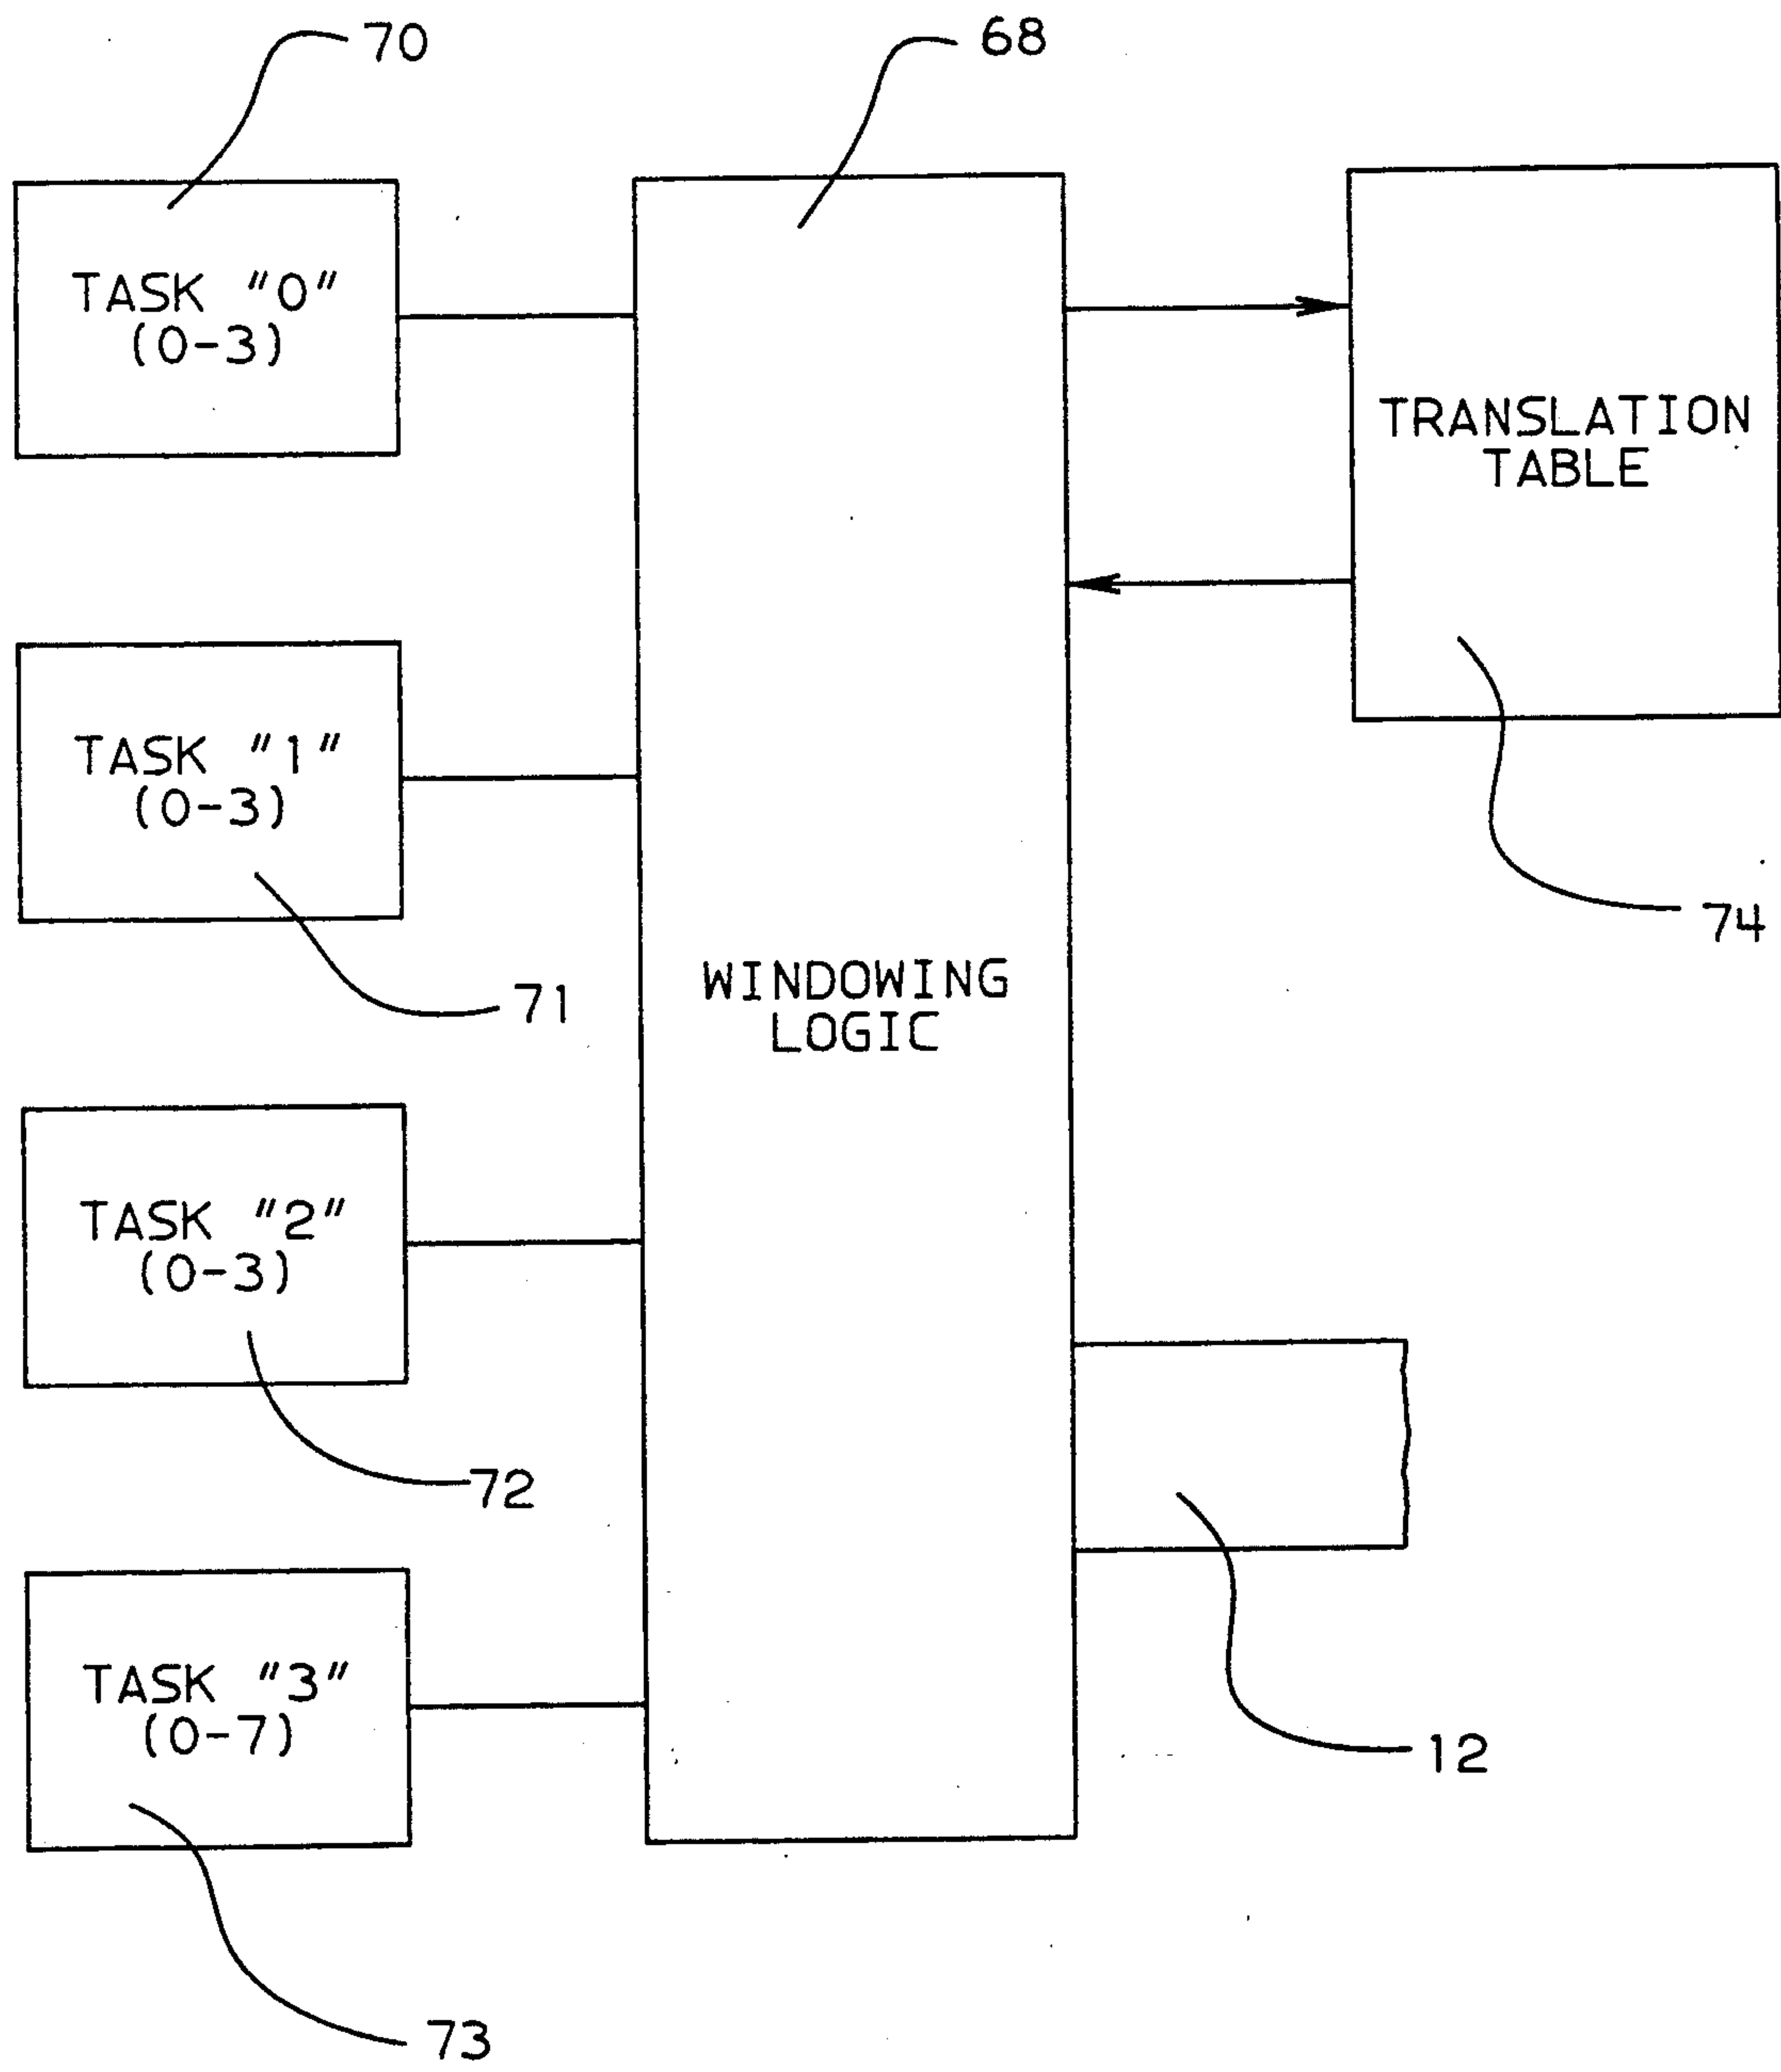 70
68
TASK "0"
(0-3)
TRANSLATION
TABLE
TASK "1"
(0-3)
74
71
WINDOWING
LOGIC
TASK "2"
(0-3)
72
TASK "3"
(0-7)
12
73